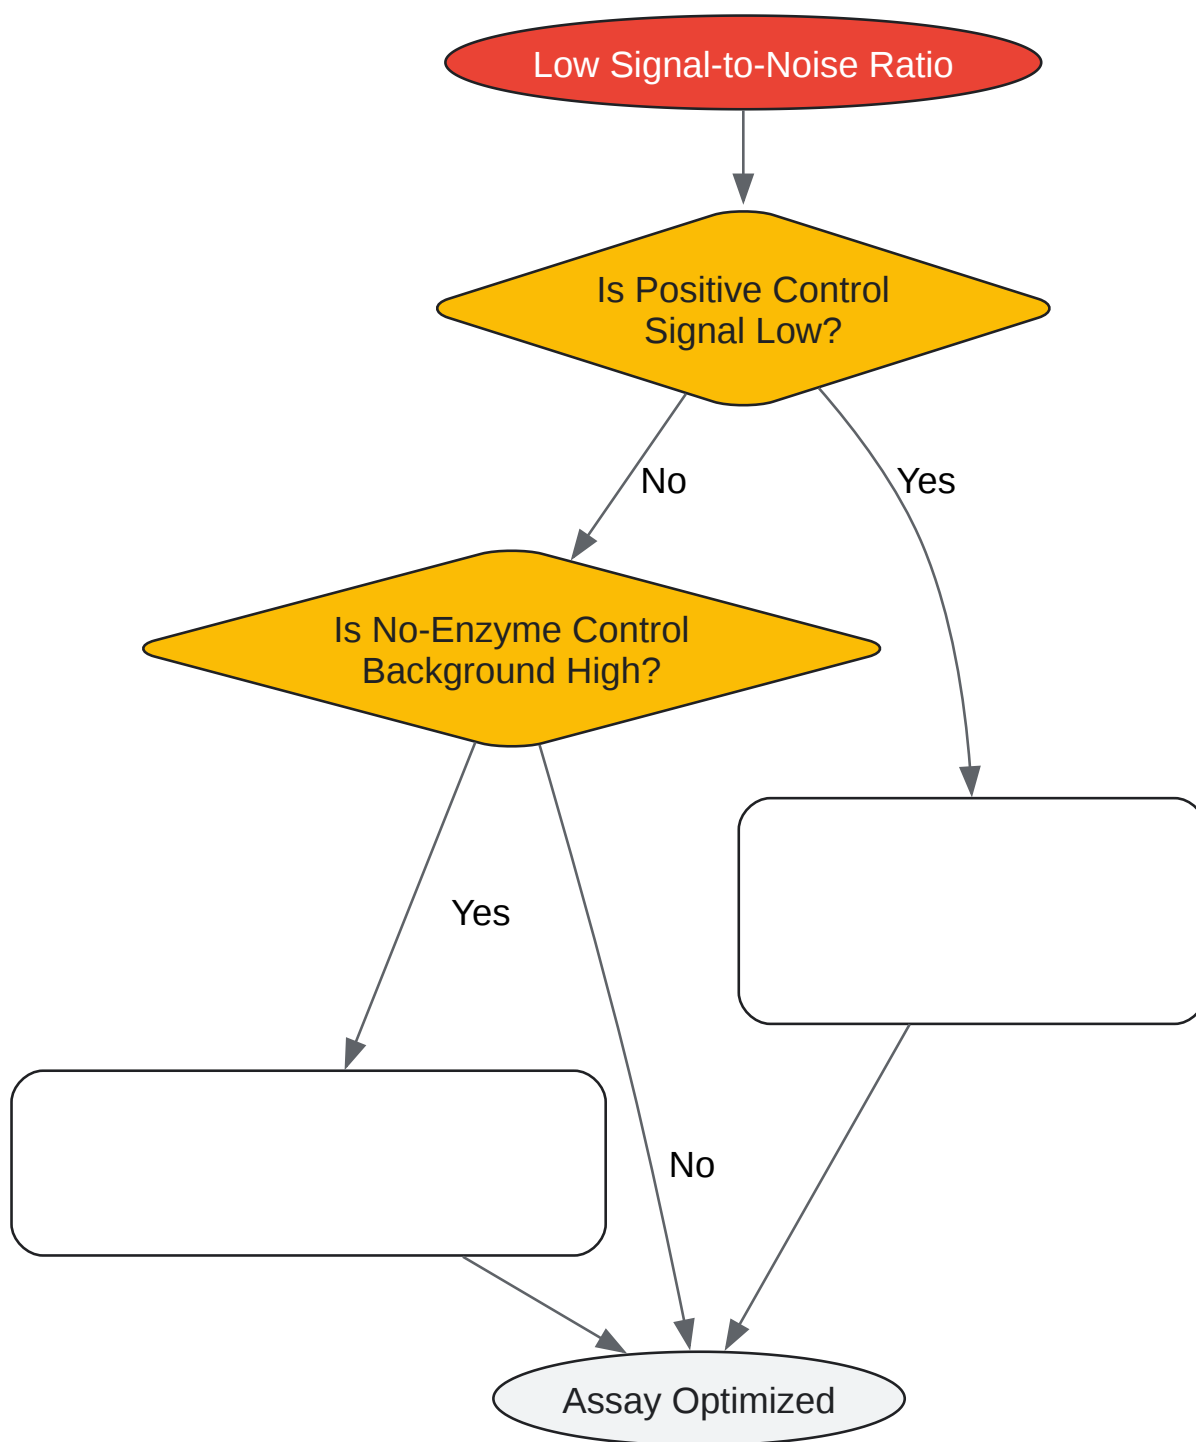 Low Signal-to-Noise Ratio
Is Positive Control
Signal Low?
No
Yes
Is No-Enzyme Control
Background High?
Yes
No
Assay Optimized